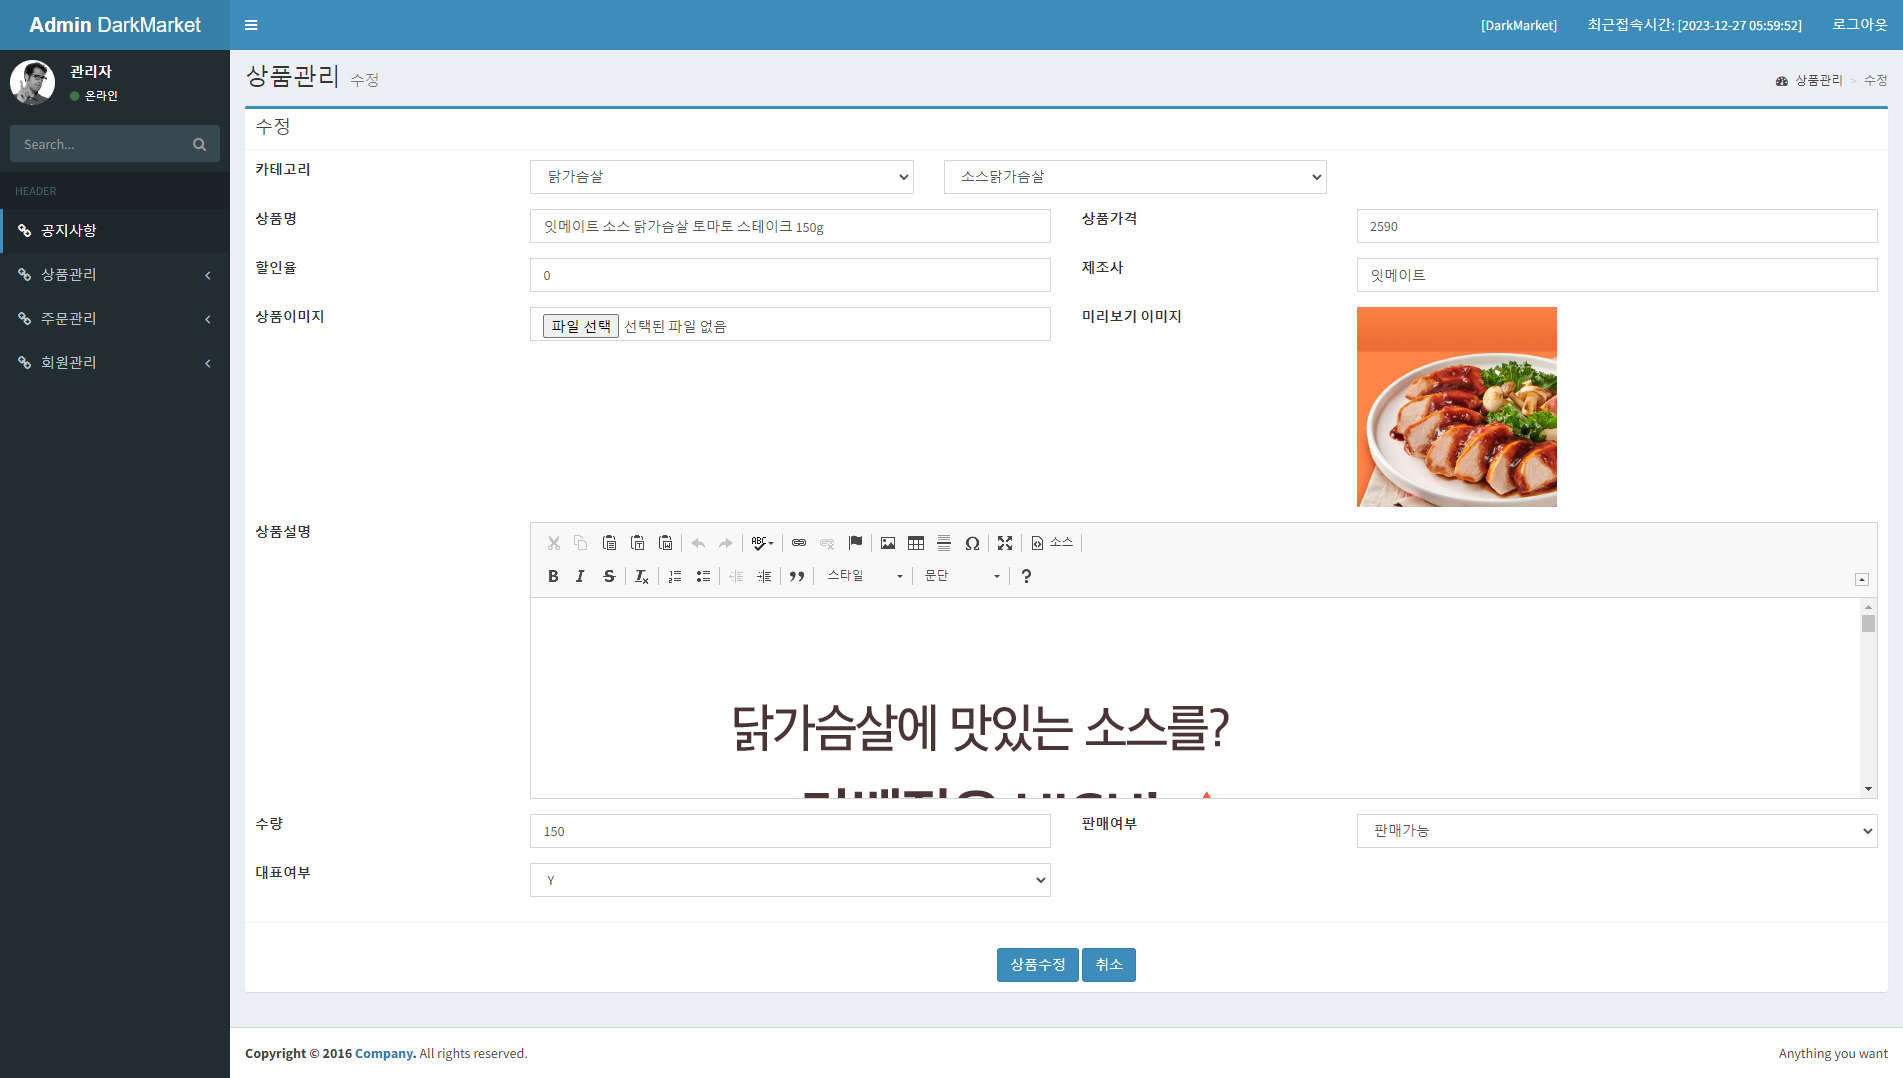 Admin DarkMarket
[DarkMarket] 최근접속시간: [2023-12-27 05:59:52] 로그아웃
관리자
온라인
Search...
HEADER
공지사항
상품관리
주문관리
회원관리
상품관리 수정
상품관리 > 수정
수정
카테고리 닭가슴살 소스닭가슴살
상품명 잇메이트 소스 닭가슴살 토마토 스테이크 150g 상품가격 2590
할인율 0 제조사 잇메이트
상품이미지 파일 선택 선택된 파일 없음 미리보기 이미지
상품설명
ABC 소스
B I S Tx 스타일 문단 ?
닭가슴살에 맛있는 소스를?
수량 150 판매여부 판매가능
대표여부 Y
상품수정 취소
Copyright © 2016 Company. All rights reserved. Anything you want